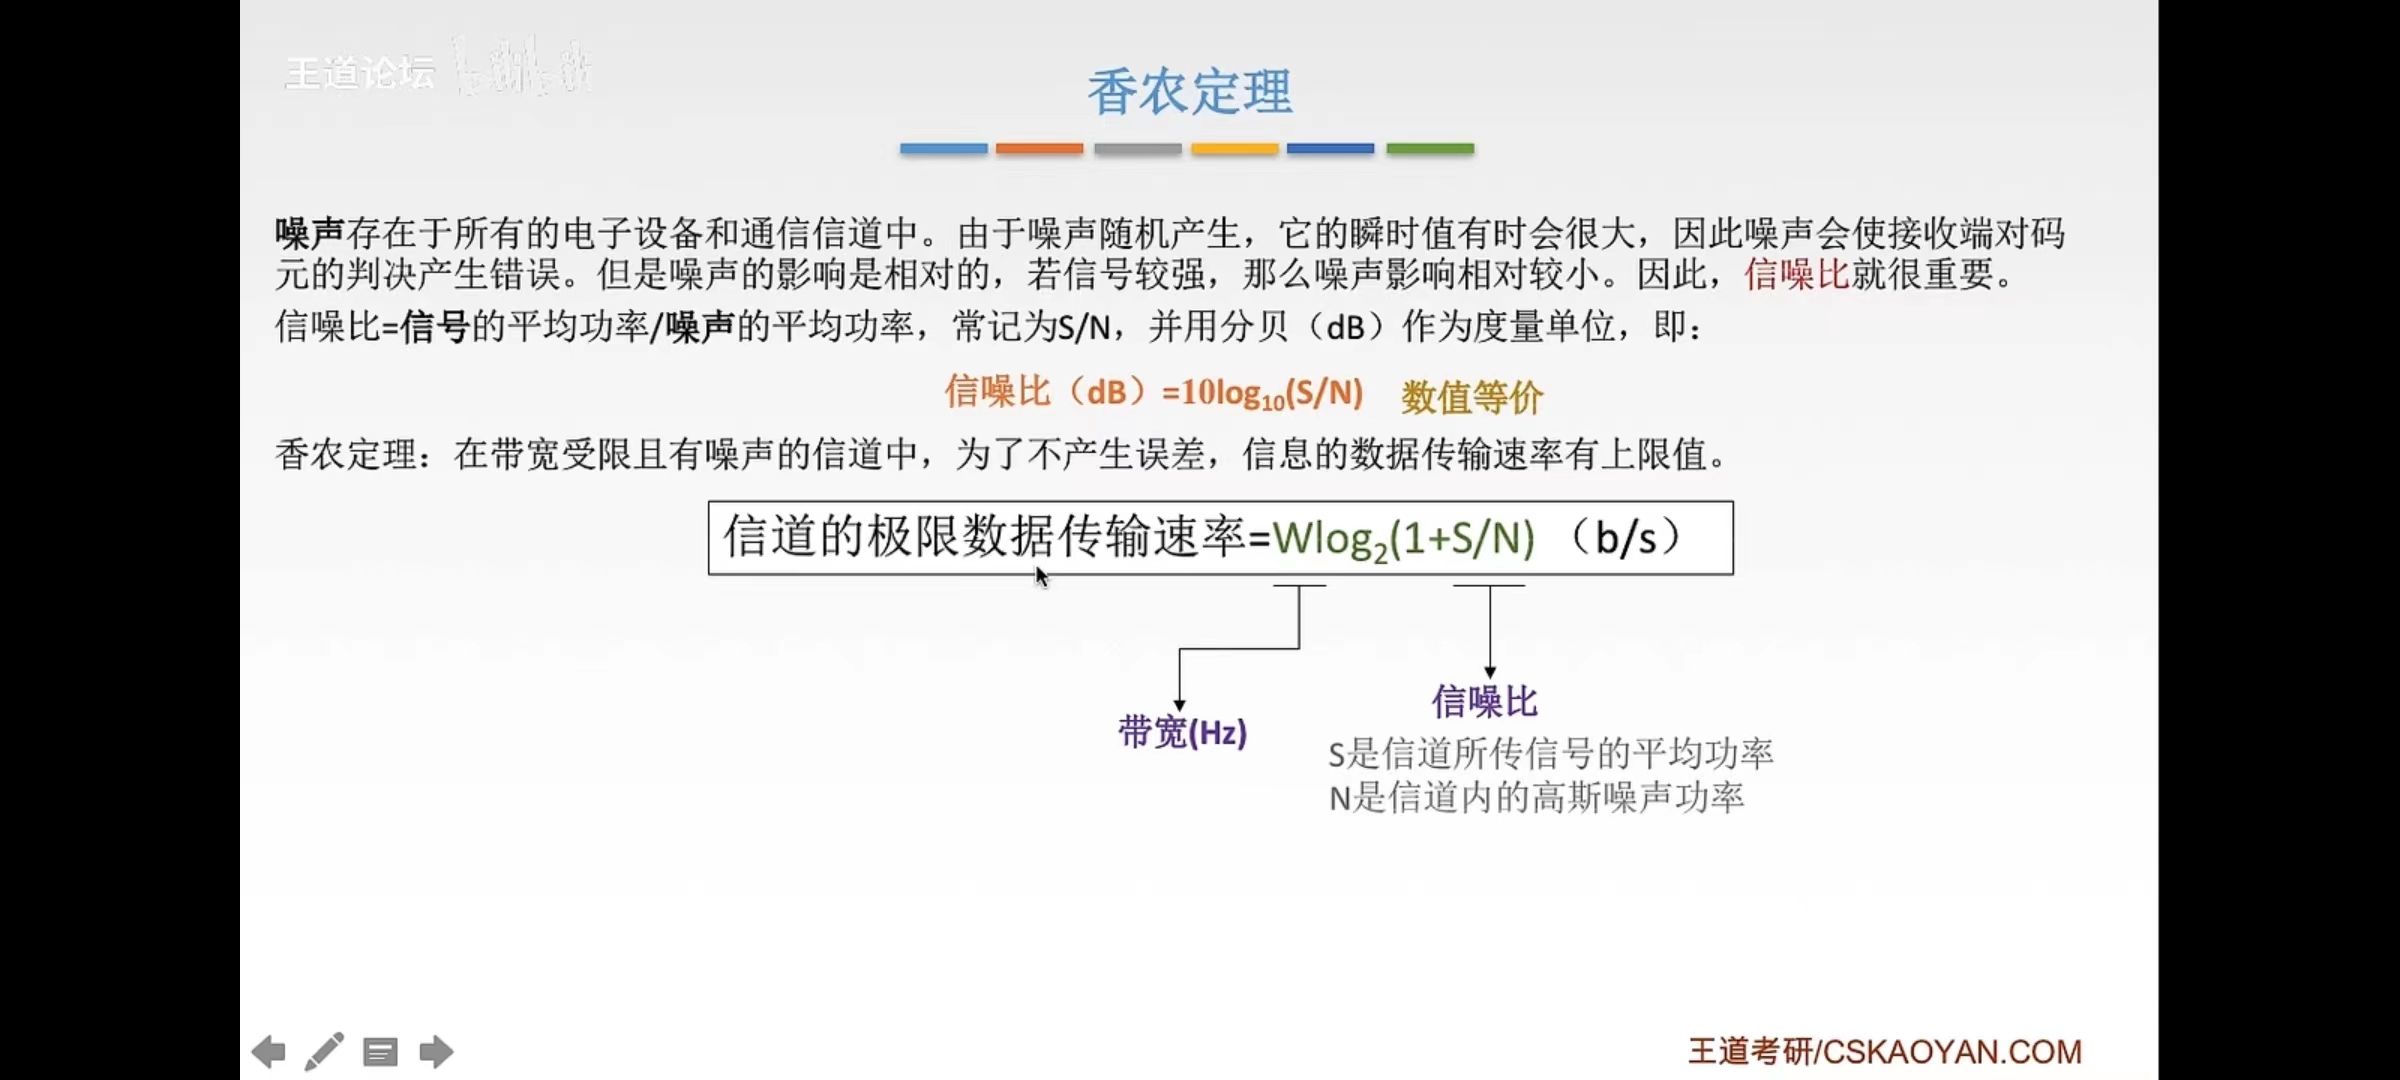 王道论坛
香农定理
噪声存在于所有的电子设备和通信信道中。由于噪声随机产生，它的瞬时值有时会很大，因此噪声会使接收端对码
元的判决产生错误。但是噪声的影响是相对的，若信号较强，那么噪声影响相对较小。因此，信噪比就很重要。
信噪比=信号的平均功率/噪声的平均功率，常记为S/N，并用分贝（dB）作为度量单位，即：
信噪比（dB）=10log₁₀(S/N) 数值等价
香农定理：在带宽受限且有噪声的信道中，为了不产生误差，信息的数据传输速率有上限值。
信道的极限数据传输速率=Wlog₂(1+S/N)（b/s）
信噪比
带宽(Hz)
S是信道所传信号的平均功率
N是信道内的高斯噪声功率
王道考研/CSKAOYAN.COM